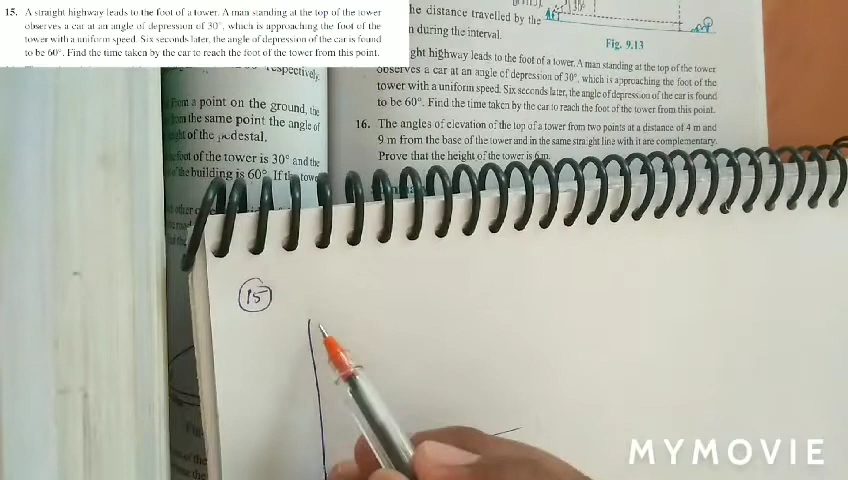 15. A straight highway leads to the foot of a tower. A man standing at the top of the tower
observes a car at an angle of depression of 30°, which is approaching the foot of the
tower with a uniform speed. Six seconds later, the angle of depression of the car is found
to be 60°. Find the time taken by the car to reach the foot of the tower from this point.
respectively.
From a point on the ground, the
from the same point the angle of
of the pedestal.
foot of the tower is 30° and the
of the building is 60°. If the tower
other
he distance travelled by the
n during the interval.
Fig. 9.13
ght highway leads to the foot of a tower. A man standing at the top of the tower
observes a car at an angle of depression of 30°, which is approaching the foot of the
tower with a uniform speed. Six seconds later, the angle of depression of the car is found
to be 60°. Find the time taken by the car to reach the foot of the tower from this point.
16. The angles of elevation of the top of a tower from two points at a distance of 4 m and
9 m from the base of the tower and in the same straight line with it are complementary.
Prove that the height of the tower is 6 m.
15
MYMOVIE